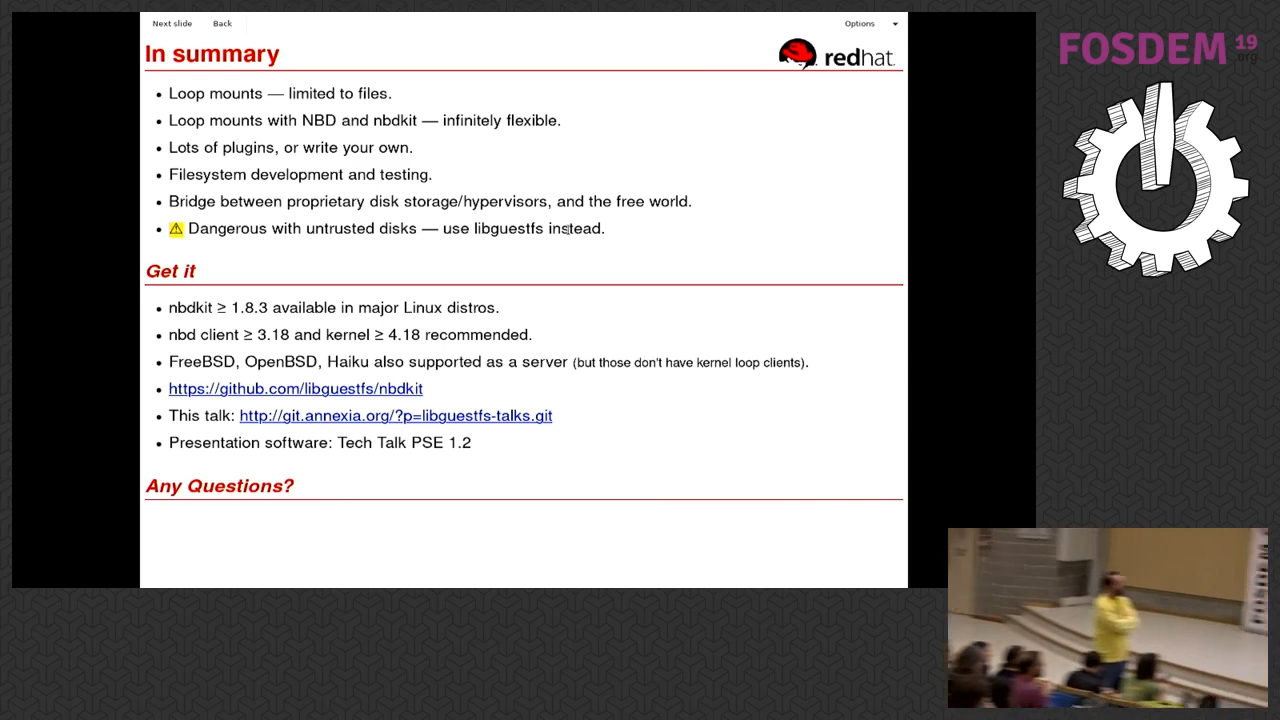 Next slide Back Options
In summary
redhat.
FOSDEM 19
.org
• Loop mounts — limited to files.
• Loop mounts with NBD and nbdkit — infinitely flexible.
• Lots of plugins, or write your own.
• Filesystem development and testing.
• Bridge between proprietary disk storage/hypervisors, and the free world.
• ⚠ Dangerous with untrusted disks — use libguestfs instead.
Get it
• nbdkit ≥ 1.8.3 available in major Linux distros.
• nbd client ≥ 3.18 and kernel ≥ 4.18 recommended.
• FreeBSD, OpenBSD, Haiku also supported as a server (but those don't have kernel loop clients).
• https://github.com/libguestfs/nbdkit
• This talk: http://git.annexia.org/?p=libguestfs-talks.git
• Presentation software: Tech Talk PSE 1.2
Any Questions?